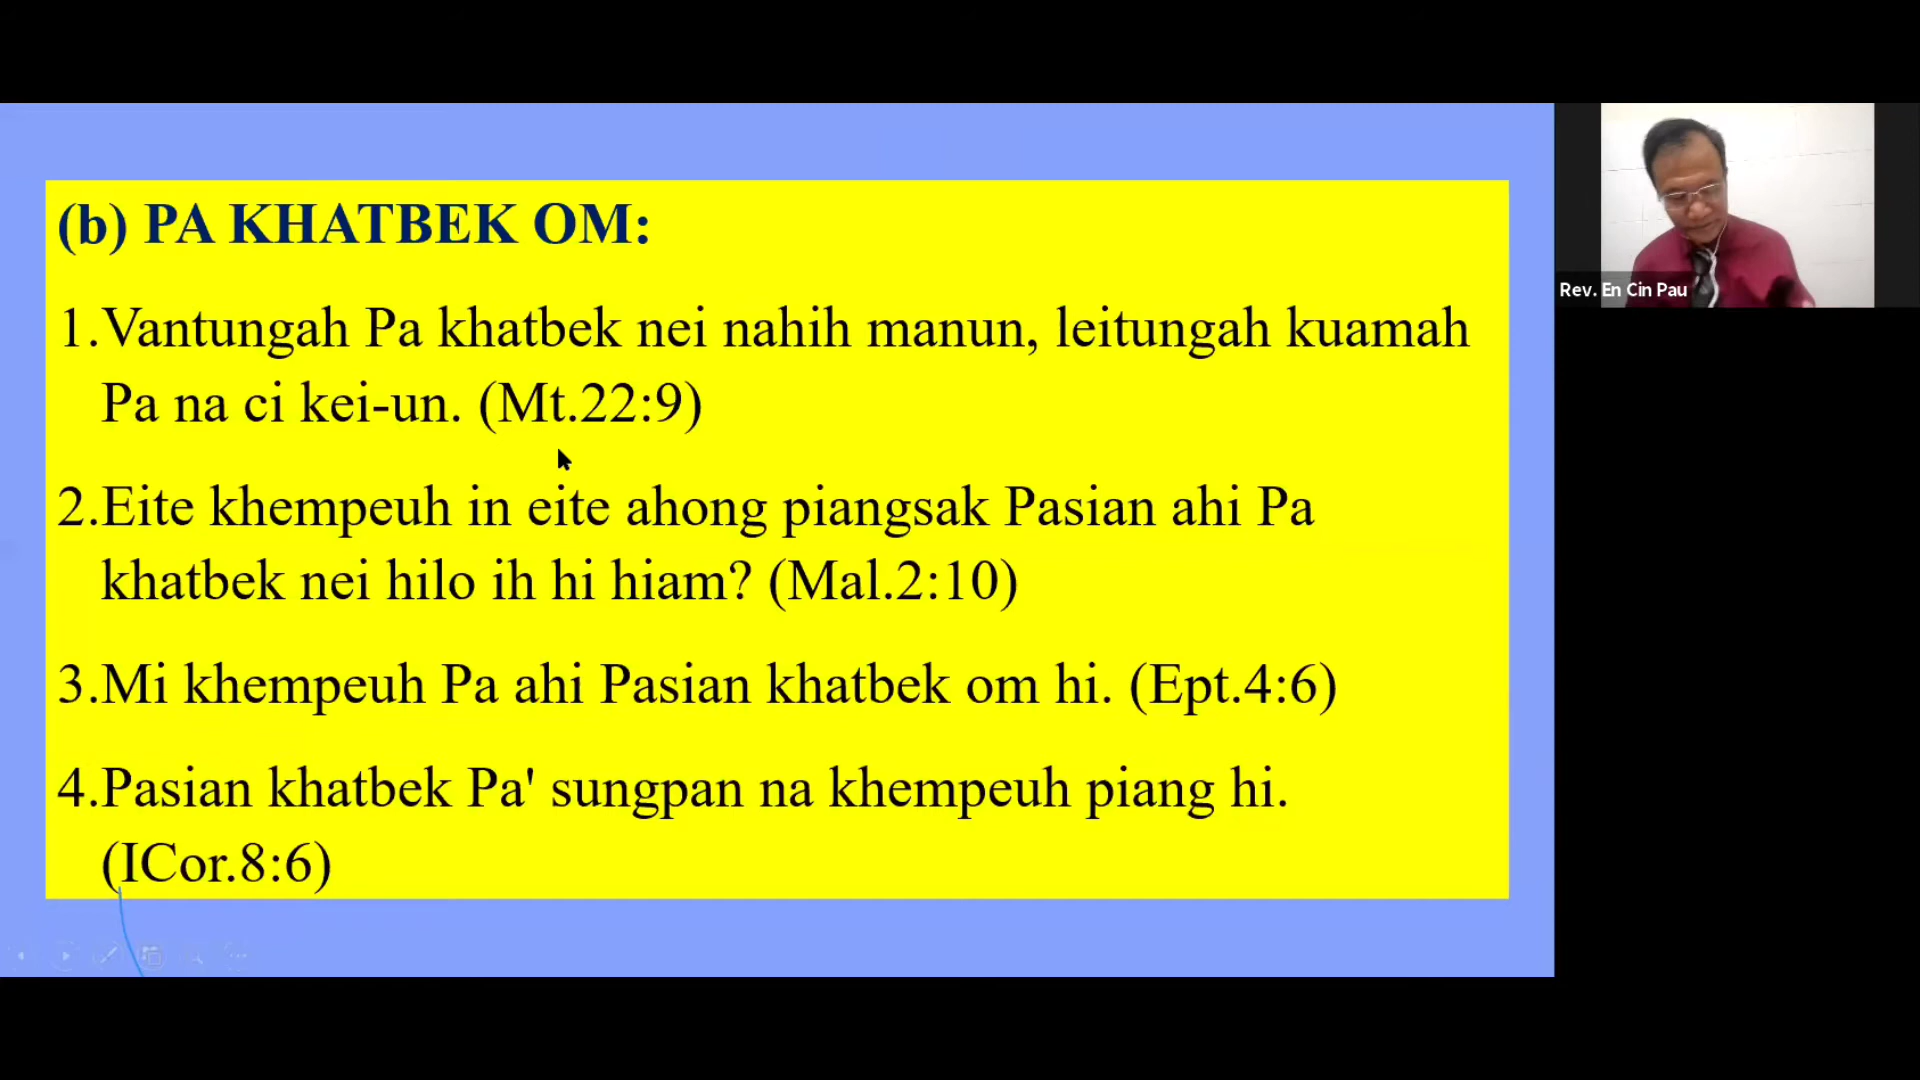 (b) PA KHATBEK OM:
1.Vantungah Pa khatbek nei nahih manun, leitungah kuamah
Pa na ci kei-un. (Mt.22:9)
2.Eite khempeuh in eite ahong piangsak Pasian ahi Pa
khatbek nei hilo ih hi hiam? (Mal.2:10)
3.Mi khempeuh Pa ahi Pasian khatbek om hi. (Ept.4:6)
4.Pasian khatbek Pa' sungpan na khempeuh piang hi.
(ICor.8:6)
Rev. En Cin Pau